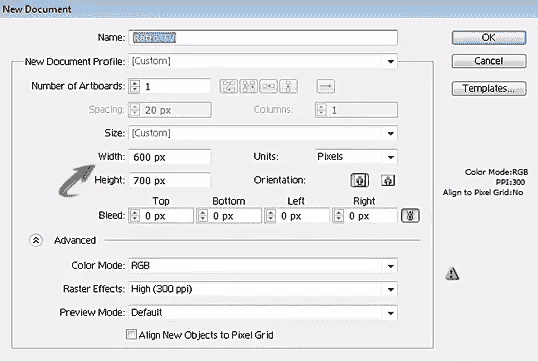 New Document
Name: Retro TV
OK
New Document Profile: [Custom]
Cancel
Number of Artboards: 1
Templates...
Spacing: 20 px Columns: 1
Size: [Custom]
Width: 600 px Units: Pixels
Color Mode:RGB
PPI:300
Align to Pixel Grid:No
Height: 700 px Orientation:
Top Bottom Left Right
Bleed: 0 px 0 px 0 px 0 px
Advanced
Color Mode: RGB
Raster Effects: High (300 ppi)
Preview Mode: Default
Align New Objects to Pixel Grid